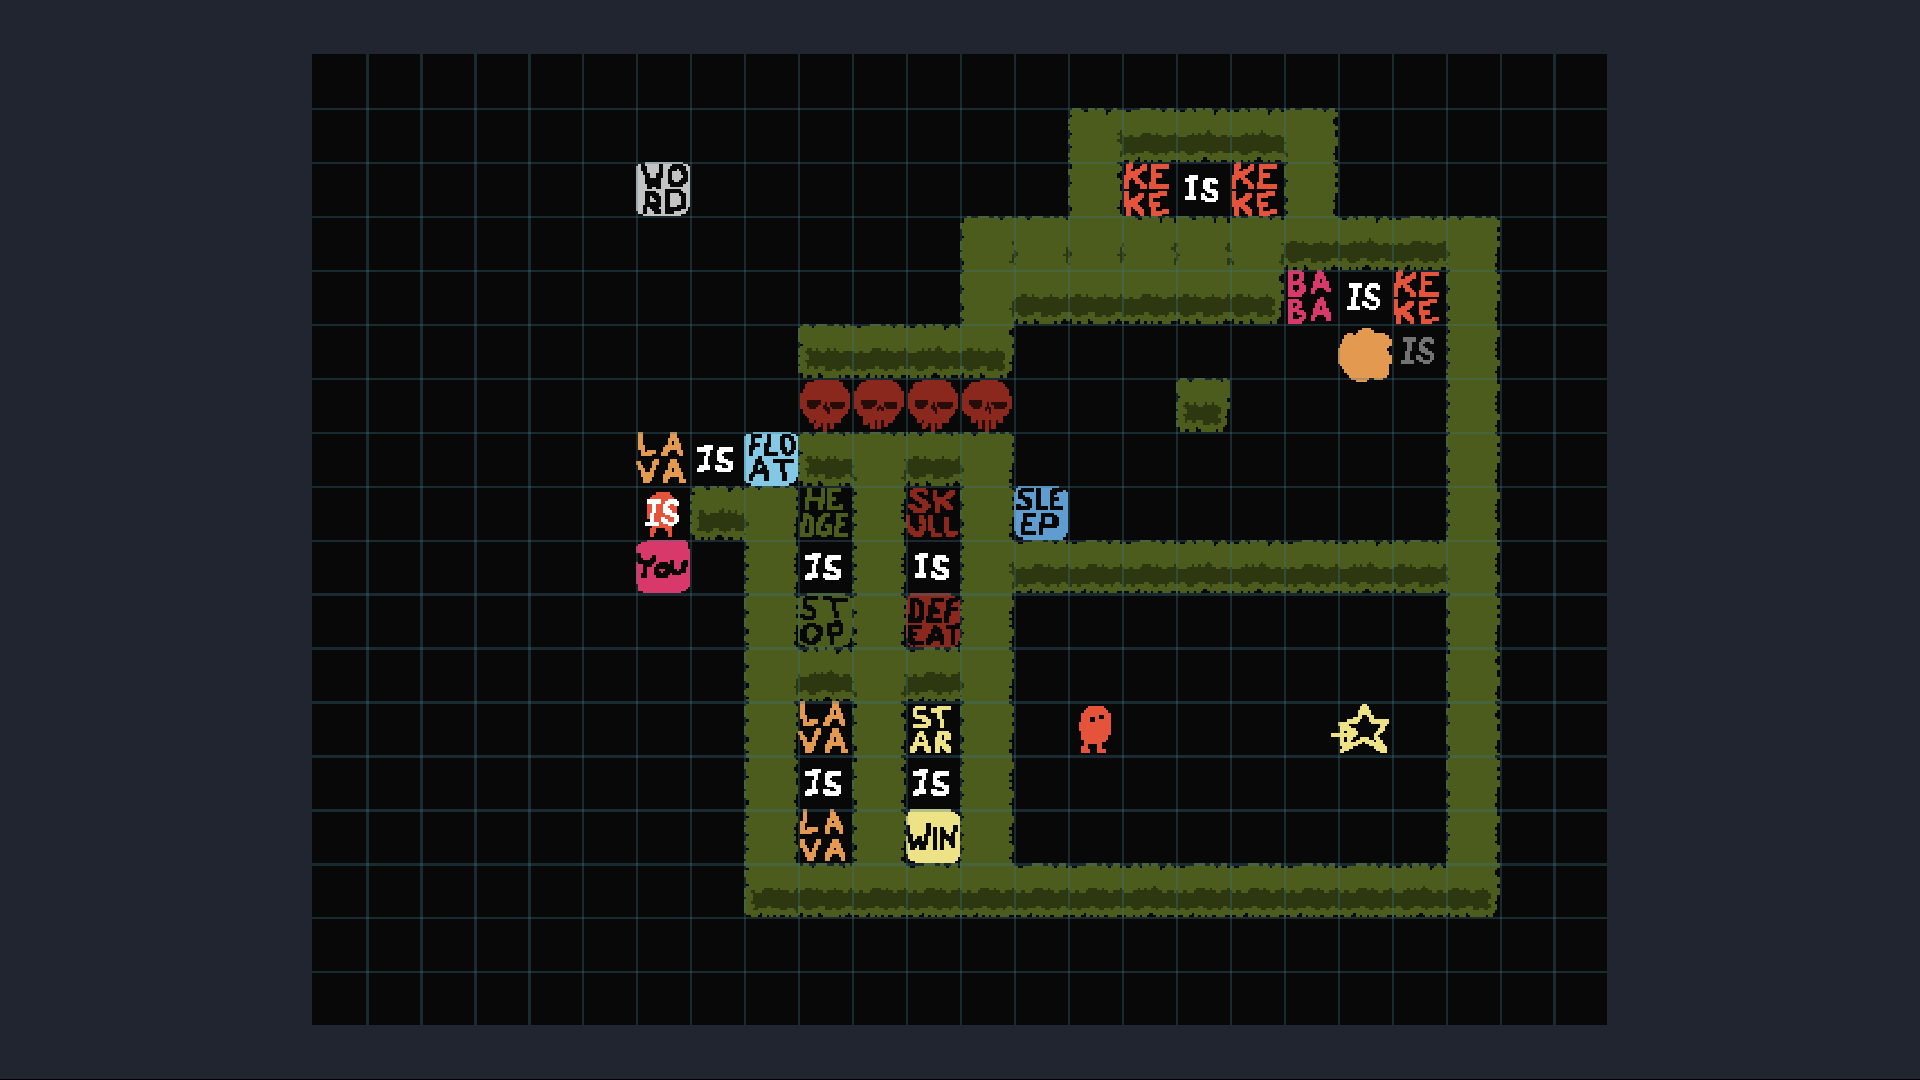 WORD
KEKE IS KEKE
BABA IS KEKE
IS
LAVA IS FLOAT
IS HEDGE SKULL SLEEP
YOU IS IS
STOP DEFEAT
LAVA STAR
IS IS
LAVA WIN